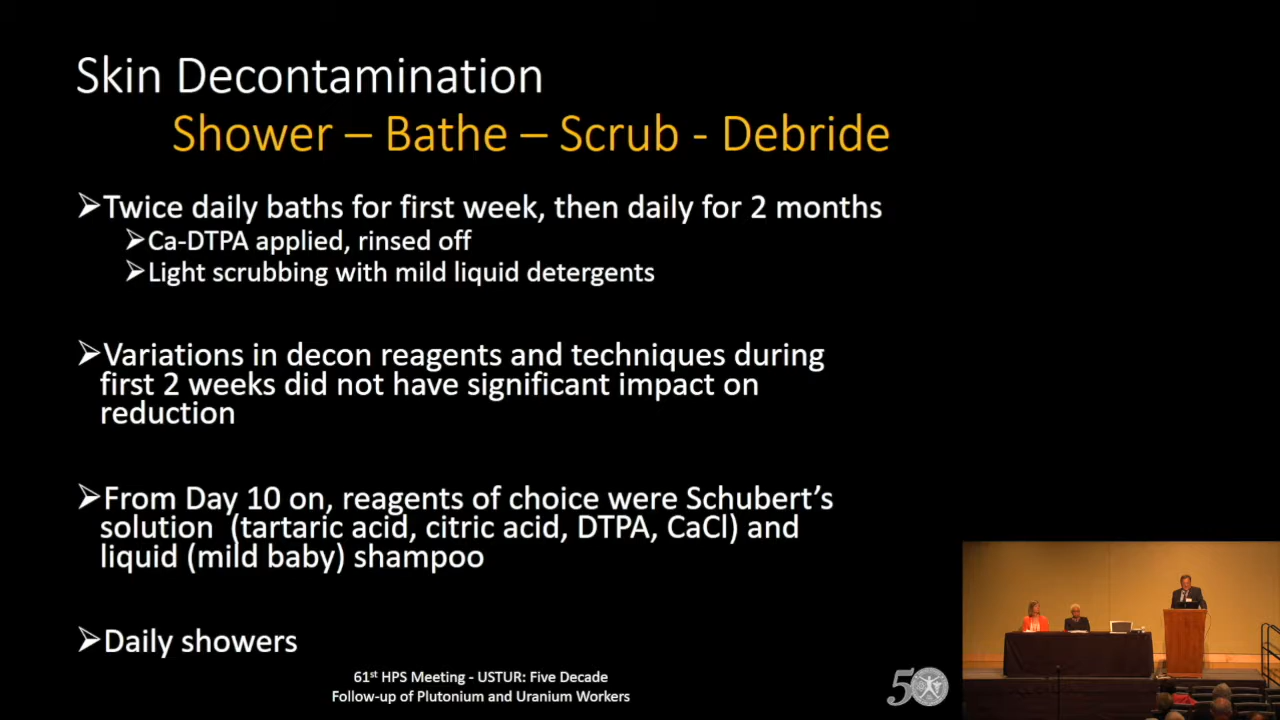 Skin Decontamination
Shower – Bathe – Scrub - Debride
➢Twice daily baths for first week, then daily for 2 months
➢Ca-DTPA applied, rinsed off
➢Light scrubbing with mild liquid detergents
➢Variations in decon reagents and techniques during
first 2 weeks did not have significant impact on
reduction
➢From Day 10 on, reagents of choice were Schubert's
solution (tartaric acid, citric acid, DTPA, CaCl) and
liquid (mild baby) shampoo
➢Daily showers
61st HPS Meeting - USTUR: Five Decade
Follow-up of Plutonium and Uranium Workers
50